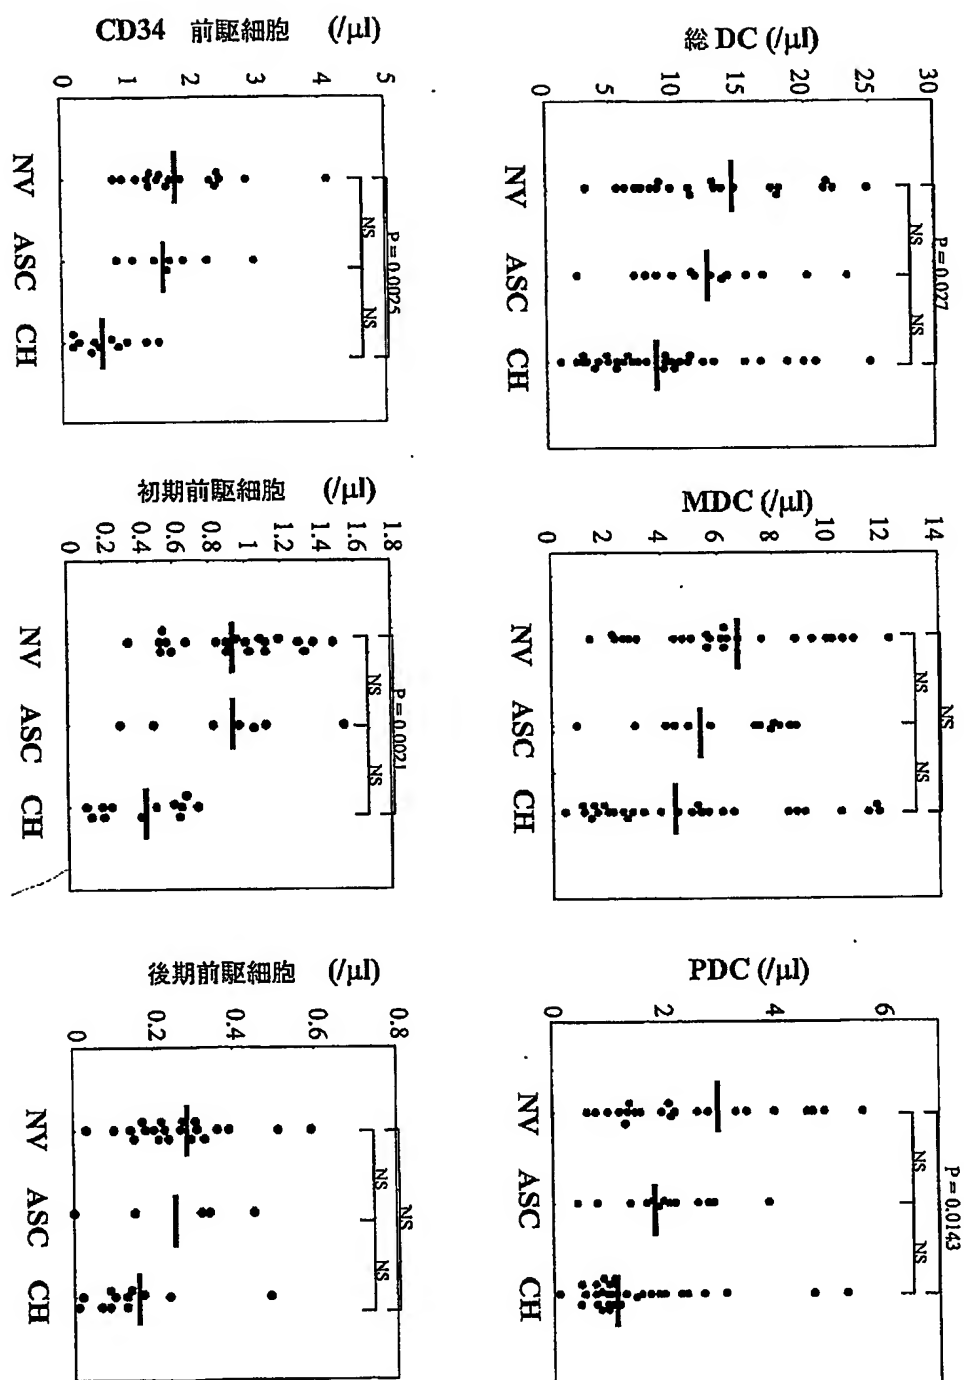 総 DC (/μl)
30
25
20
15
10
5
0
P = 0.027
NS
NS
NV
ASC
CH
MDC (/μl)
14
12
10
8
6
4
2
0
NS
NS
NS
NV
ASC
CH
PDC (/μl)
6
4
2
0
P = 0.0143
NS
NS
NV
ASC
CH
CD34 前駆細胞 (/μl)
5
4
3
2
1
0
P = 0.0025
NS
NS
NV
ASC
CH
初期前駆細胞 (/μl)
1.8
1.6
1.4
1.2
1
0.8
0.6
0.4
0.2
0
P = 0.0021
NS
NS
NV
ASC
CH
後期前駆細胞 (/μl)
0.8
0.6
0.4
0.2
0
NS
NS
NS
NV
ASC
CH